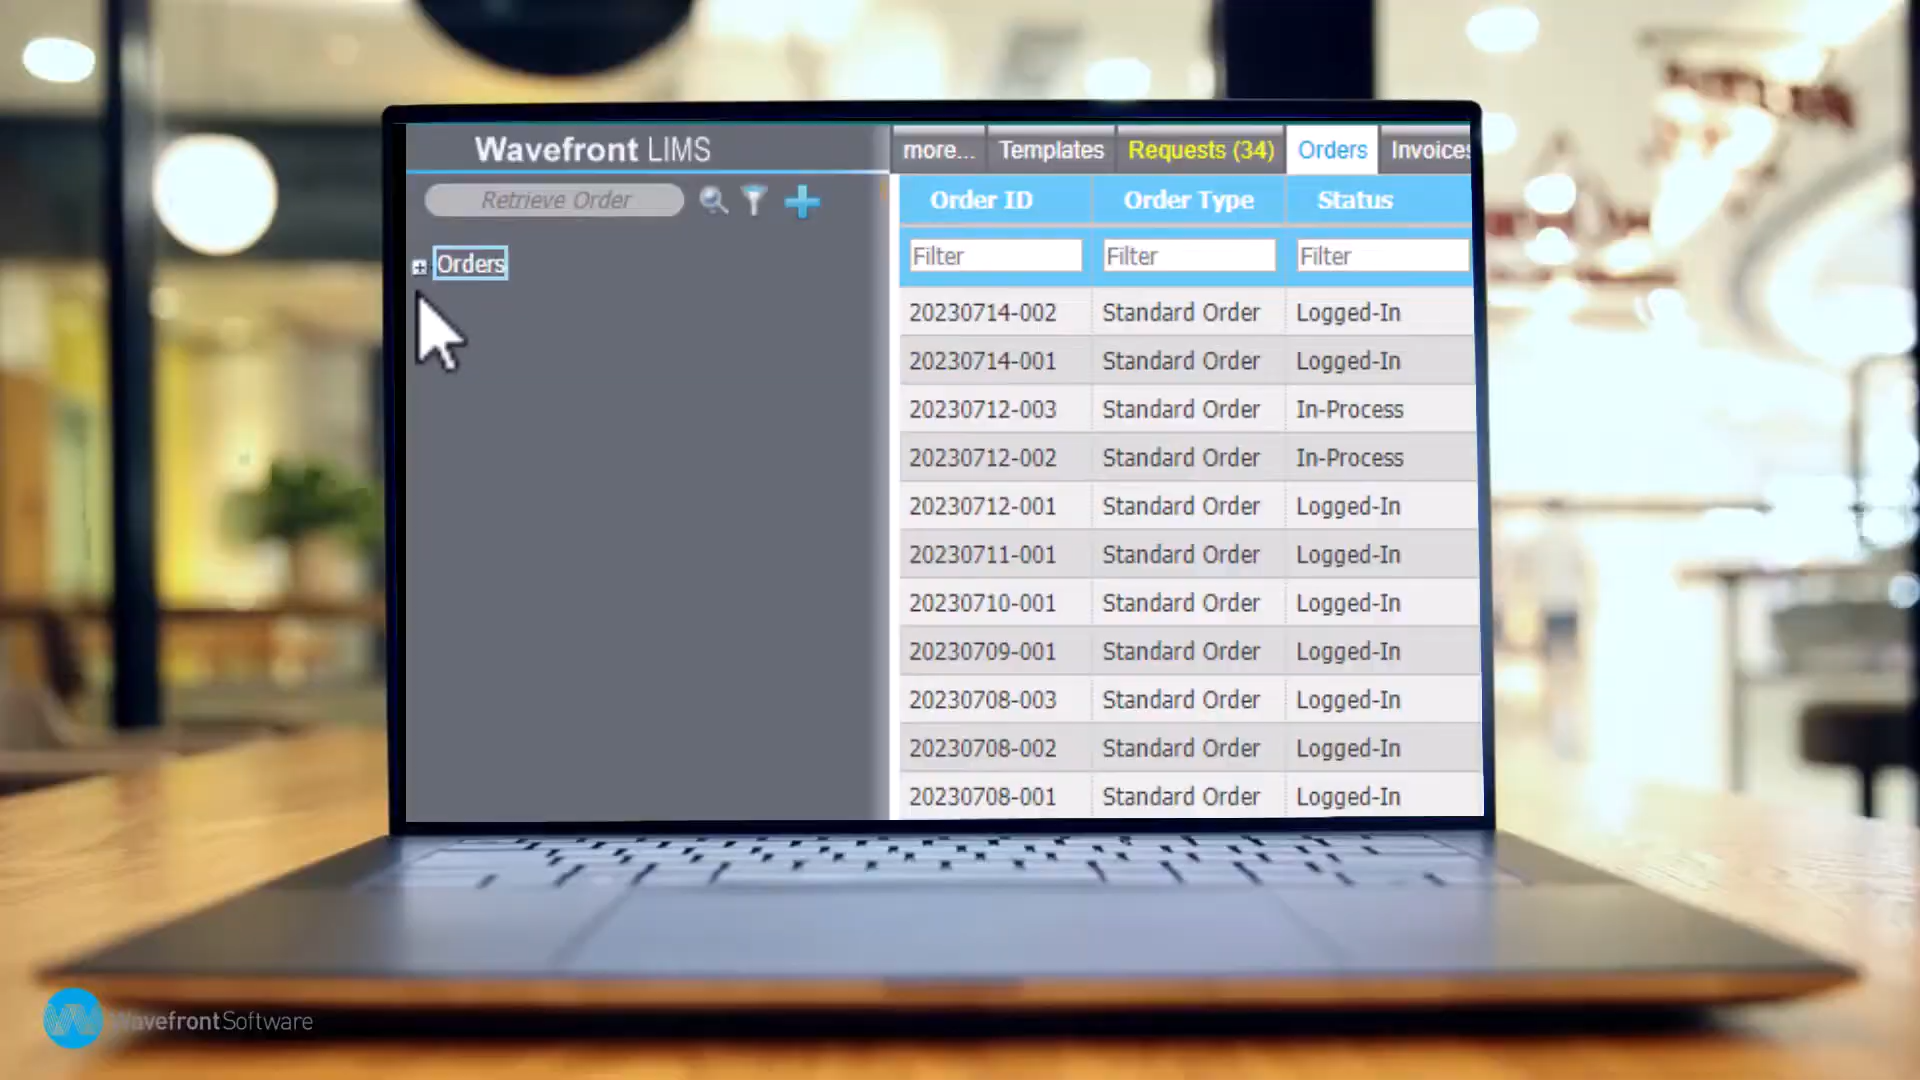 Wavefront LIMS
more... Templates Requests (34) Orders Invoices
Retrieve Order
Orders
Order ID Order Type Status
Filter Filter Filter
20230714-002 Standard Order Logged-In
20230714-001 Standard Order Logged-In
20230712-003 Standard Order In-Process
20230712-002 Standard Order In-Process
20230712-001 Standard Order Logged-In
20230711-001 Standard Order Logged-In
20230710-001 Standard Order Logged-In
20230709-001 Standard Order Logged-In
20230708-003 Standard Order Logged-In
20230708-002 Standard Order Logged-In
20230708-001 Standard Order Logged-In
WavefrontSoftware